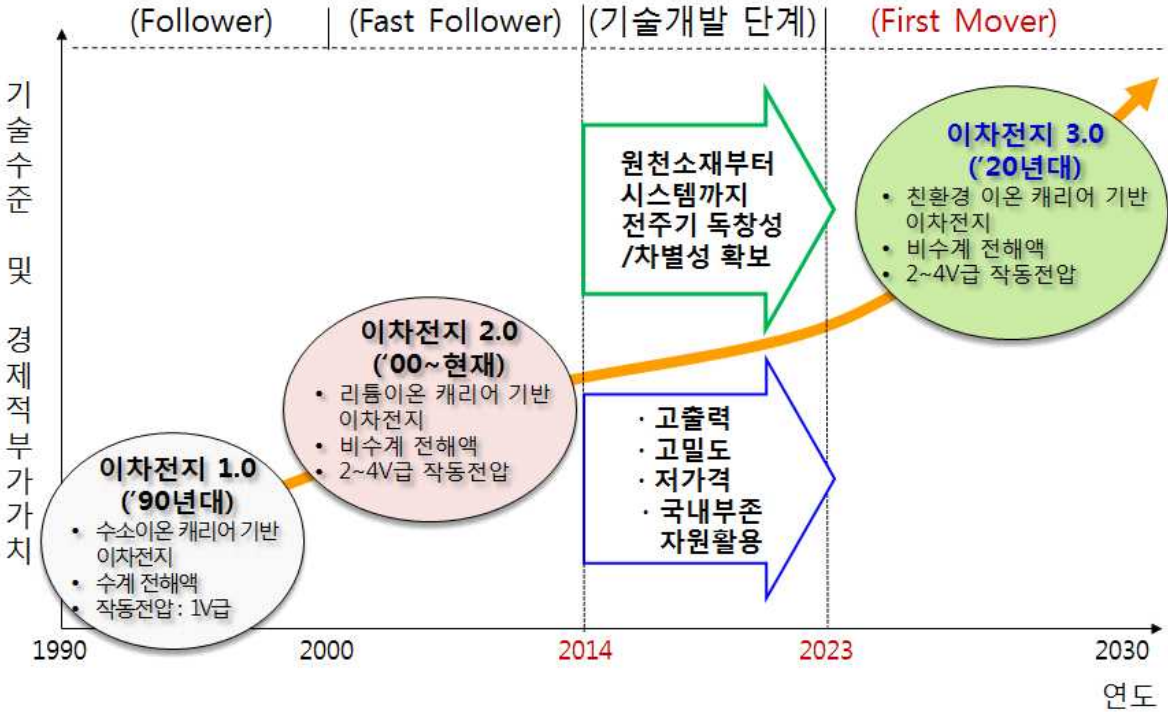 (Follower) (Fast Follower) (기술개발 단계) (First Mover)
기술수준 및 경제적부가가치
이차전지 3.0
('20년대)
• 친환경 이온 캐리어 기반
이차전지
• 비수계 전해액
• 2~4V급 작동전압
원천소재부터
시스템까지
전주기 독창성
/차별성 확보
이차전지 2.0
('00~현재)
• 리튬이온 캐리어 기반
이차전지
• 비수계 전해액
• 2~4V급 작동전압
· 고출력
· 고밀도
· 저가격
· 국내부존
자원활용
이차전지 1.0
('90년대)
• 수소이온 캐리어 기반
이차전지
• 수계 전해액
• 작동전압 : 1V급
1990 2000 2014 2023 2030
연도